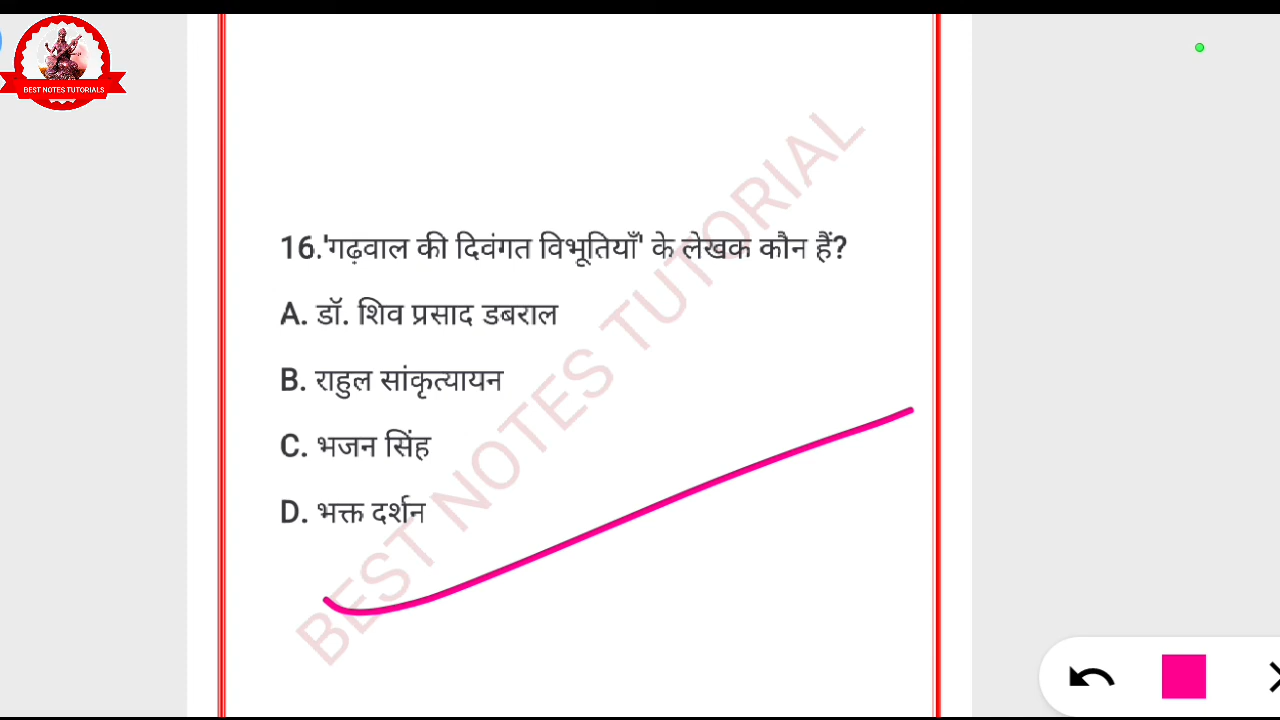 BEST NOTES TUTORIALS
16.'गढ़वाल की दिवंगत विभूतियाँ' के लेखक कौन हैं?
A. डॉ. शिव प्रसाद डबराल
B. राहुल सांकृत्यायन
C. भजन सिंह
D. भक्त दर्शन
BEST NOTES TUTORIAL